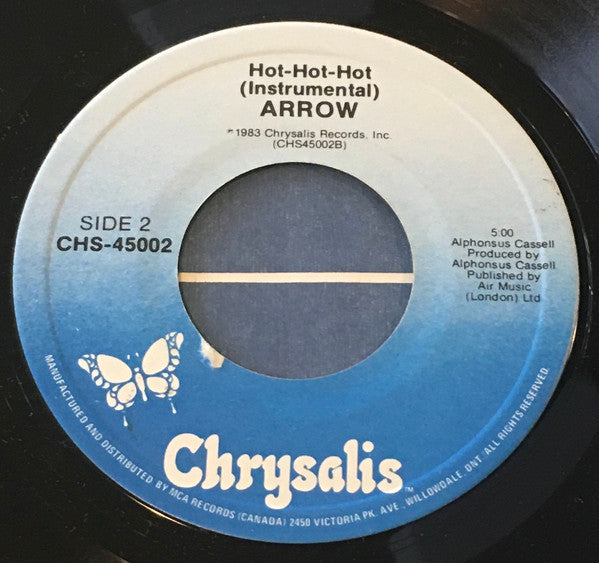 Hot-Hot-Hot
(Instrumental)
ARROW
℗1983 Chrysalis Records, Inc.
(CHS45002B)
SIDE 2
CHS-45002
5:00
Alphonsus Cassell
Produced by
Alphonsus Cassell
Published by
Air Music
(London) Ltd
Chrysalis™
MANUFACTURED AND DISTRIBUTED BY MCA RECORDS (CANADA) 2450 VICTORIA PK. AVE., WILLOWDALE, ONT. ALL RIGHTS RESERVED.